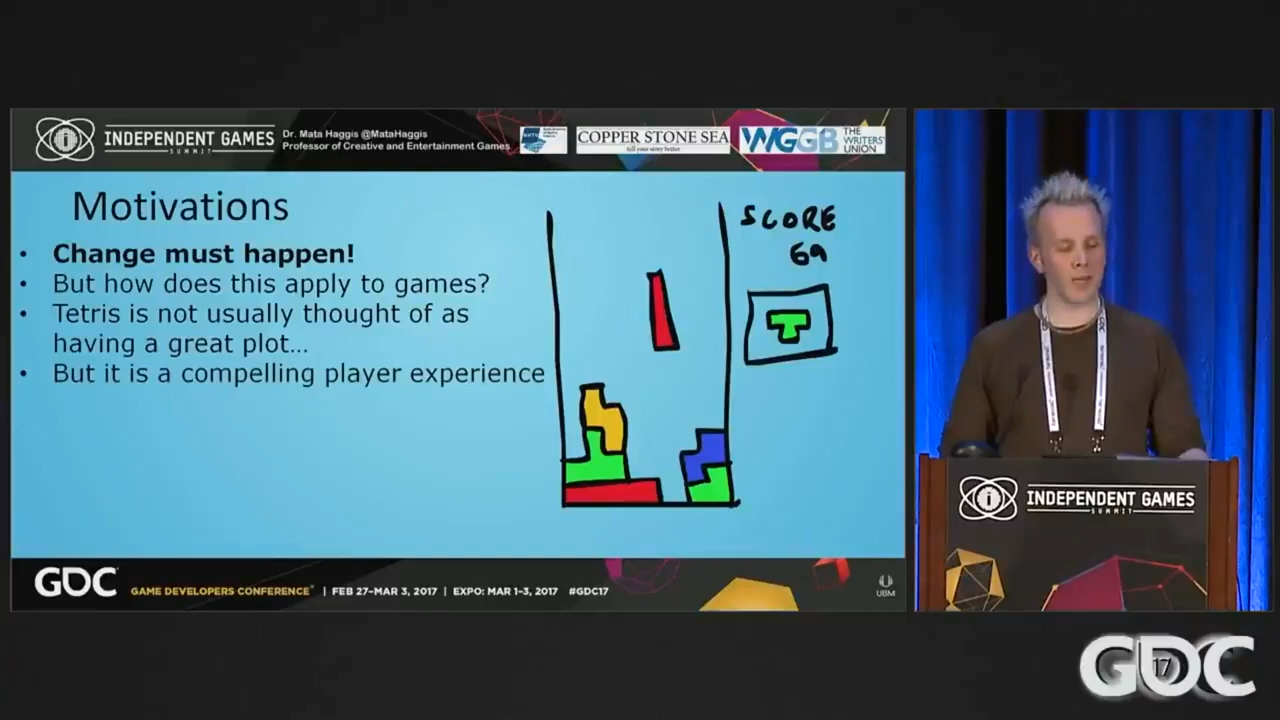 INDEPENDENT GAMES
SUMMIT
Dr. Mata Haggis @MataHaggis
Professor of Creative and Entertainment Games
COPPER STONE SEA
tell your story better
WGGB
THE
WRITERS'
UNION
Motivations
• Change must happen!
• But how does this apply to games?
• Tetris is not usually thought of as
having a great plot...
• But it is a compelling player experience
SCORE
69
GDC
GAME DEVELOPERS CONFERENCE® | FEB 27–MAR 3, 2017 | EXPO: MAR 1–3, 2017 #GDC17
UBM
GDC
INDEPENDENT GAMES
SUMMIT
GDC
17